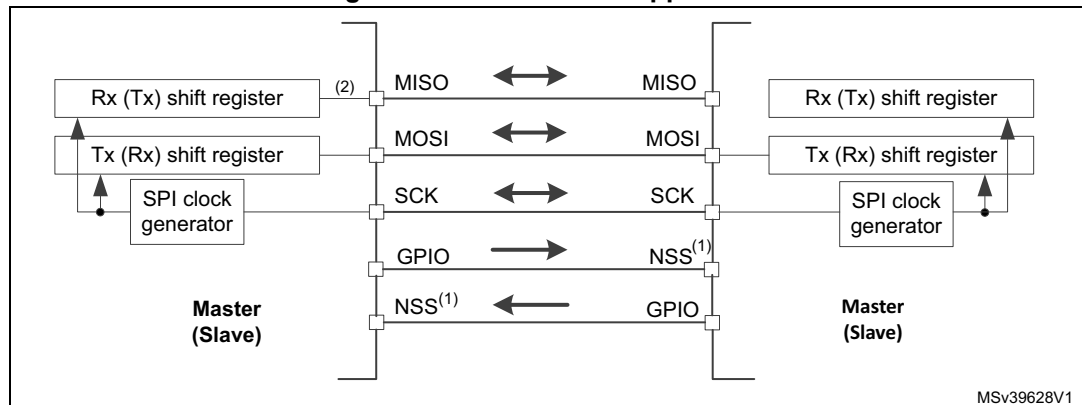 MISO MISO
(2)
Rx (Tx) shift register Rx (Tx) shift register
MOSI MOSI
Tx (Rx) shift register Tx (Rx) shift register
SCK SCK
SPI clock
generator
SPI clock
generator
GPIO NSS(1)
NSS(1) GPIO
Master
(Slave)
Master
(Slave)
MSv39628V1